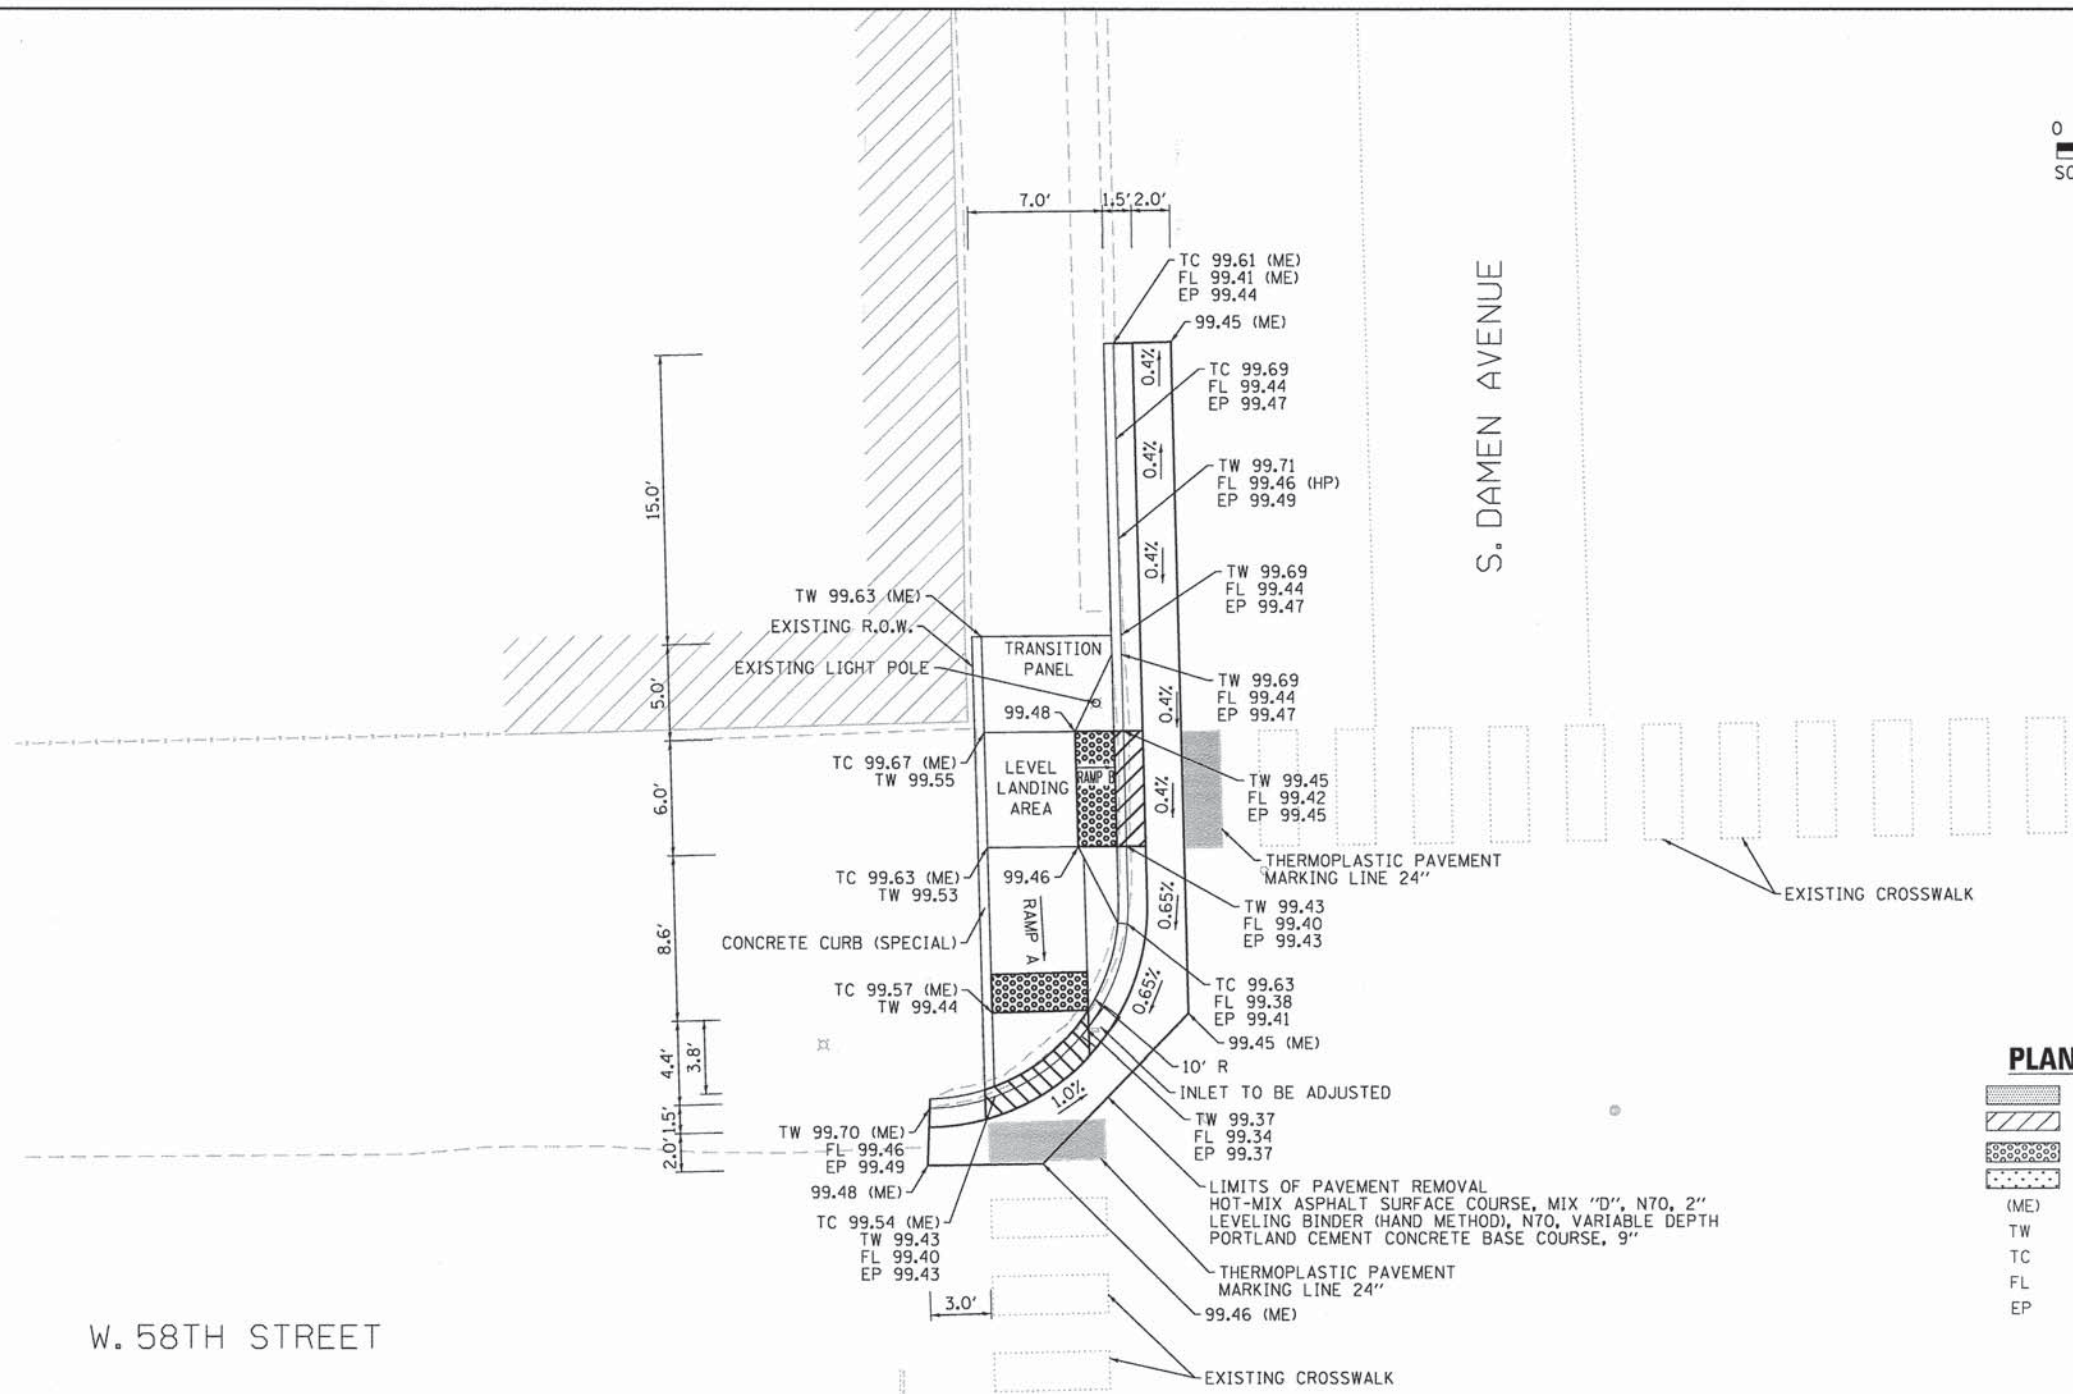 0
SC
7.0'
1.5'
2.0'
TC 99.61 (ME)
FL 99.41 (ME)
EP 99.44
99.45 (ME)
0.4%
TC 99.69
FL 99.44
EP 99.47
0.4%
TW 99.71
FL 99.46 (HP)
EP 99.49
0.4%
TW 99.69
FL 99.44
EP 99.47
S. DAMEN AVENUE
15.0'
TW 99.63 (ME)
EXISTING R.O.W.
EXISTING LIGHT POLE
TRANSITION
PANEL
TW 99.69
FL 99.44
EP 99.47
0.4%
5.0'
99.48
TC 99.67 (ME)
TW 99.55
LEVEL
LANDING
AREA
RAMP B
0.4%
TW 99.45
FL 99.42
EP 99.45
6.0'
THERMOPLASTIC PAVEMENT
MARKING LINE 24"
EXISTING CROSSWALK
TC 99.63 (ME)
TW 99.53
99.46
RAMP A
0.65%
TW 99.43
FL 99.40
EP 99.43
8.6'
CONCRETE CURB (SPECIAL)
TC 99.57 (ME)
TW 99.44
0.65%
TC 99.63
FL 99.38
EP 99.41
99.45 (ME)
10' R
INLET TO BE ADJUSTED
1.0%
4.4'
3.8'
1.5'
2.0'
TW 99.70 (ME)
FL 99.46
EP 99.49
99.48 (ME)
TW 99.37
FL 99.34
EP 99.37
TC 99.54 (ME)
TW 99.43
FL 99.40
EP 99.43
LIMITS OF PAVEMENT REMOVAL
HOT-MIX ASPHALT SURFACE COURSE, MIX "D", N70, 2"
LEVELING BINDER (HAND METHOD), N70, VARIABLE DEPTH
PORTLAND CEMENT CONCRETE BASE COURSE, 9"
THERMOPLASTIC PAVEMENT
MARKING LINE 24"
3.0'
99.46 (ME)
W. 58TH STREET
EXISTING CROSSWALK
PLAN
(ME)
TW
TC
FL
EP